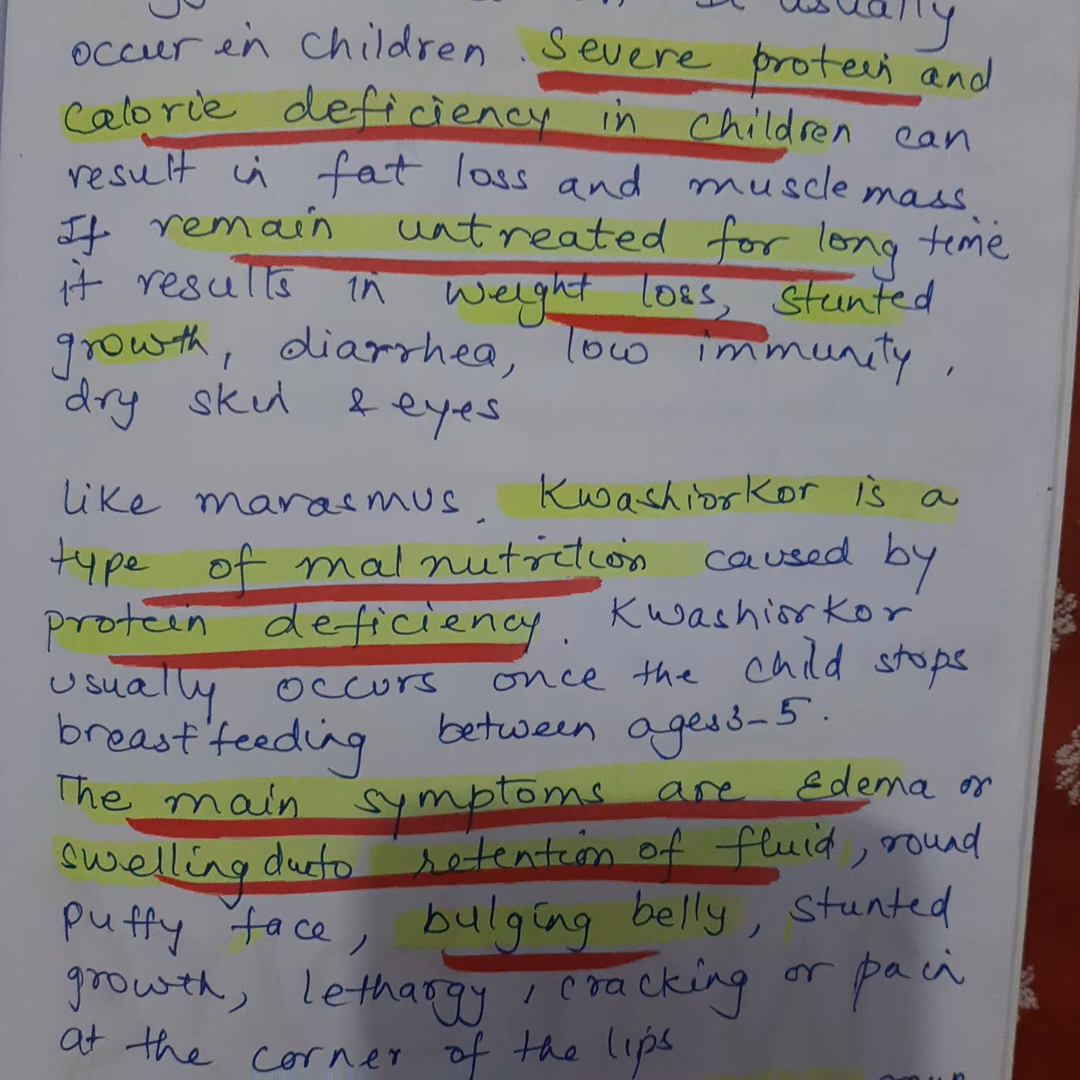 usually
occur in children. Severe protein and
calorie deficiency in children can
result in fat loss and muscle mass.
If remain untreated for long time
it results in weight loss, stunted
growth, diarrhea, low immunity,
dry skin & eyes
like marasmus. Kwashiorkor is a
type of malnutrition caused by
protein deficiency. Kwashiorkor
usually occurs once the child stops
breastfeeding between ages 3-5.
The main symptoms are Edema or
swelling duto retention of fluid, round
puffy face, bulging belly, stunted
growth, lethargy, cracking or pain
at the corner of the lips